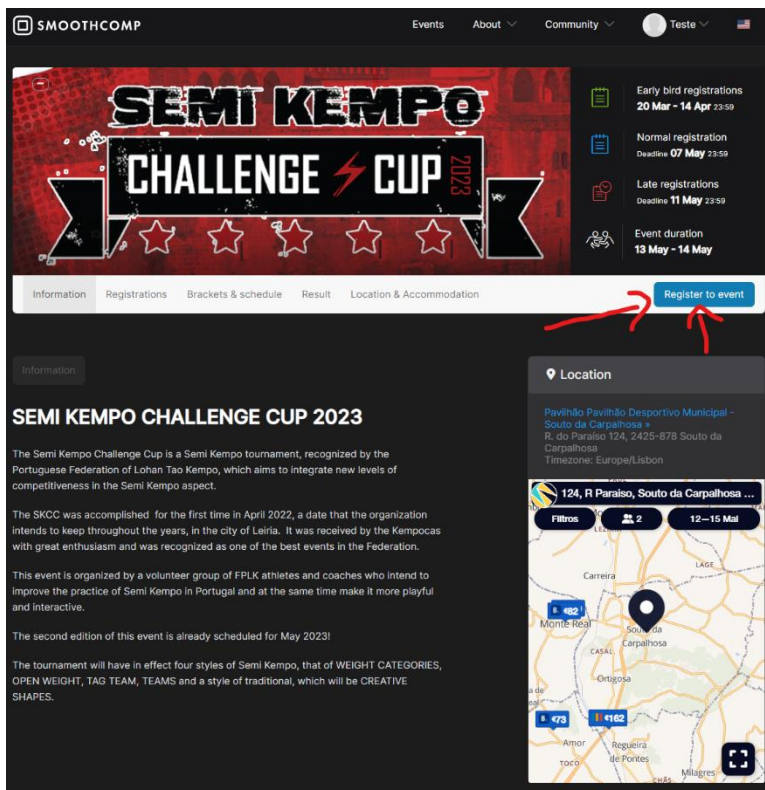 SMOOTHCOMP
Events
About
Community
Teste
SEMI KEMPO
CHALLENGE CUP 2023
Early bird registrations
20 Mar - 14 Apr 23:59
Normal registration
Deadline 07 May 23:59
Late registrations
Deadline 11 May 23:59
Event duration
13 May - 14 May
Information
Registrations
Brackets & schedule
Result
Location & Accommodation
Register to event
Information
SEMI KEMPO CHALLENGE CUP 2023
The Semi Kempo Challenge Cup is a Semi Kempo tournament, recognized by the
Portuguese Federation of Lohan Tao Kempo, which aims to integrate new levels of
competitiveness in the Semi Kempo aspect.
The SKCC was accomplished for the first time in April 2022, a date that the organization
intends to keep throughout the years, in the city of Leiria. It was received by the Kempocas
with great enthusiasm and was recognized as one of the best events in the Federation.
This event is organized by a volunteer group of FPLK athletes and coaches who intend to
improve the practice of Semi Kempo in Portugal and at the same time make it more playful
and interactive.
The second edition of this event is already scheduled for May 2023!
The tournament will have in effect four styles of Semi Kempo, that of WEIGHT CATEGORIES,
OPEN WEIGHT, TAG TEAM, TEAMS and a style of traditional, which will be CREATIVE
SHAPES.
Location
Pavilhão Pavilhão Desportivo Municipal -
Souto da Carpalhosa »
R. do Paraíso 124, 2425-878 Souto da
Carpalhosa
Timezone: Europe/Lisbon
124, R Paraiso, Souto da Carpalhosa ...
Filtros
2
12—15 Mai
LAGE
Carreira
B. €82
Monte Real
Souto da
Carpalhosa
CASAL
Ortigosa
B. €73
€162
Amor
Regueira
de Pontes
TOCO
CHÃS
Milagres